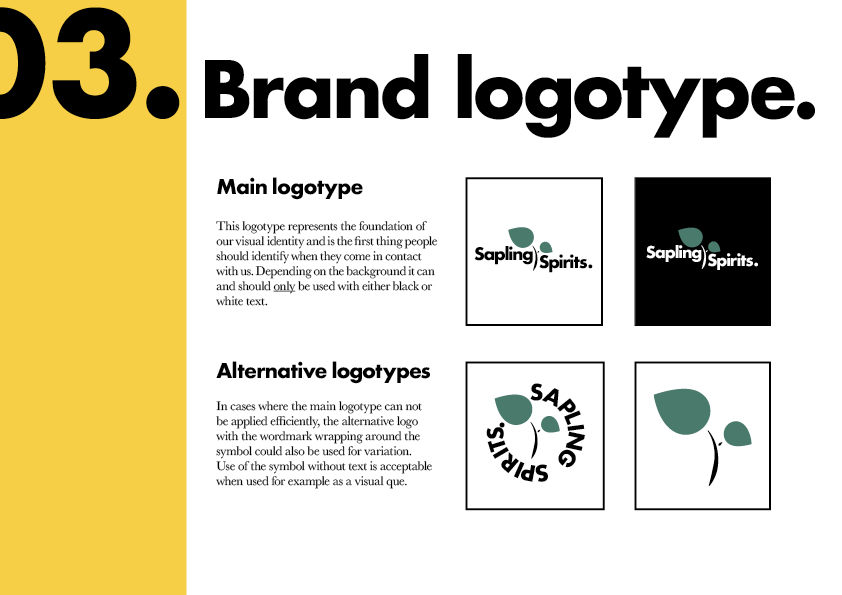 03.
Brand logotype.
Main logotype
This logotype represents the foundation of
our visual identity and is the first thing people
should identify when they come in contact
with us. Depending on the background it can
and should only be used with either black or
white text.
Sapling Spirits.
Sapling Spirits.
Alternative logotypes
In cases where the main logotype can not
be applied efficiently, the alternative logo
with the wordmark wrapping around the
symbol could also be used for variation.
Use of the symbol without text is acceptable
when used for example as a visual que.
SAPLING SPIRITS.